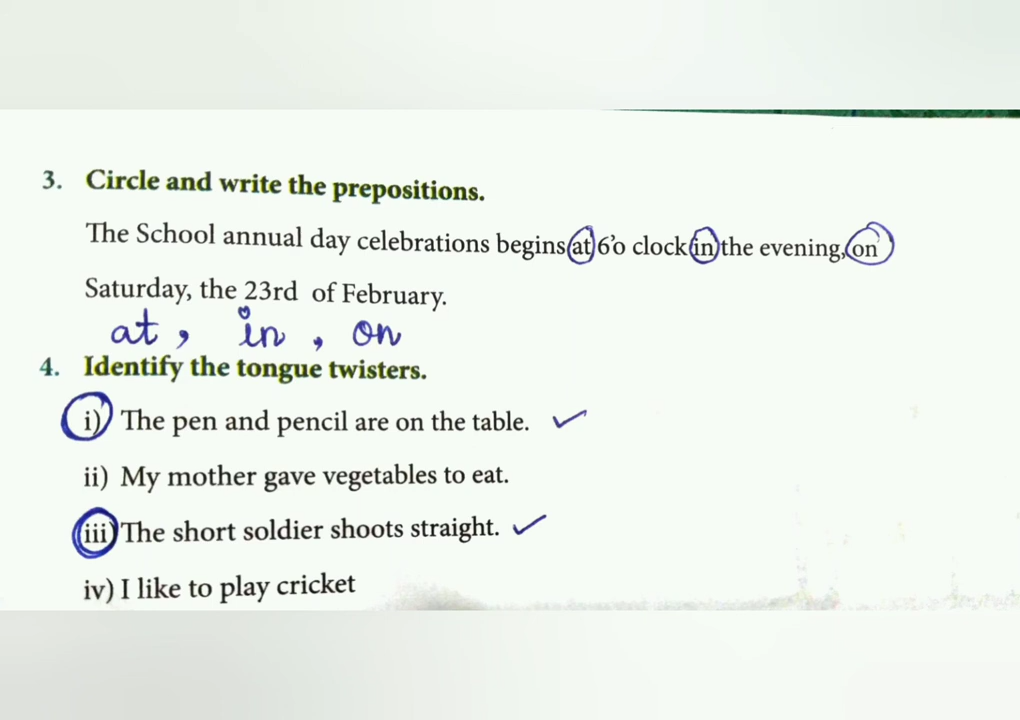 3. Circle and write the prepositions.
The School annual day celebrations begins at 6'o clock in the evening, on
Saturday, the 23rd of February.
at, in, on
4. Identify the tongue twisters.
i) The pen and pencil are on the table. ✓
ii) My mother gave vegetables to eat.
iii) The short soldier shoots straight. ✓
iv) I like to play cricket